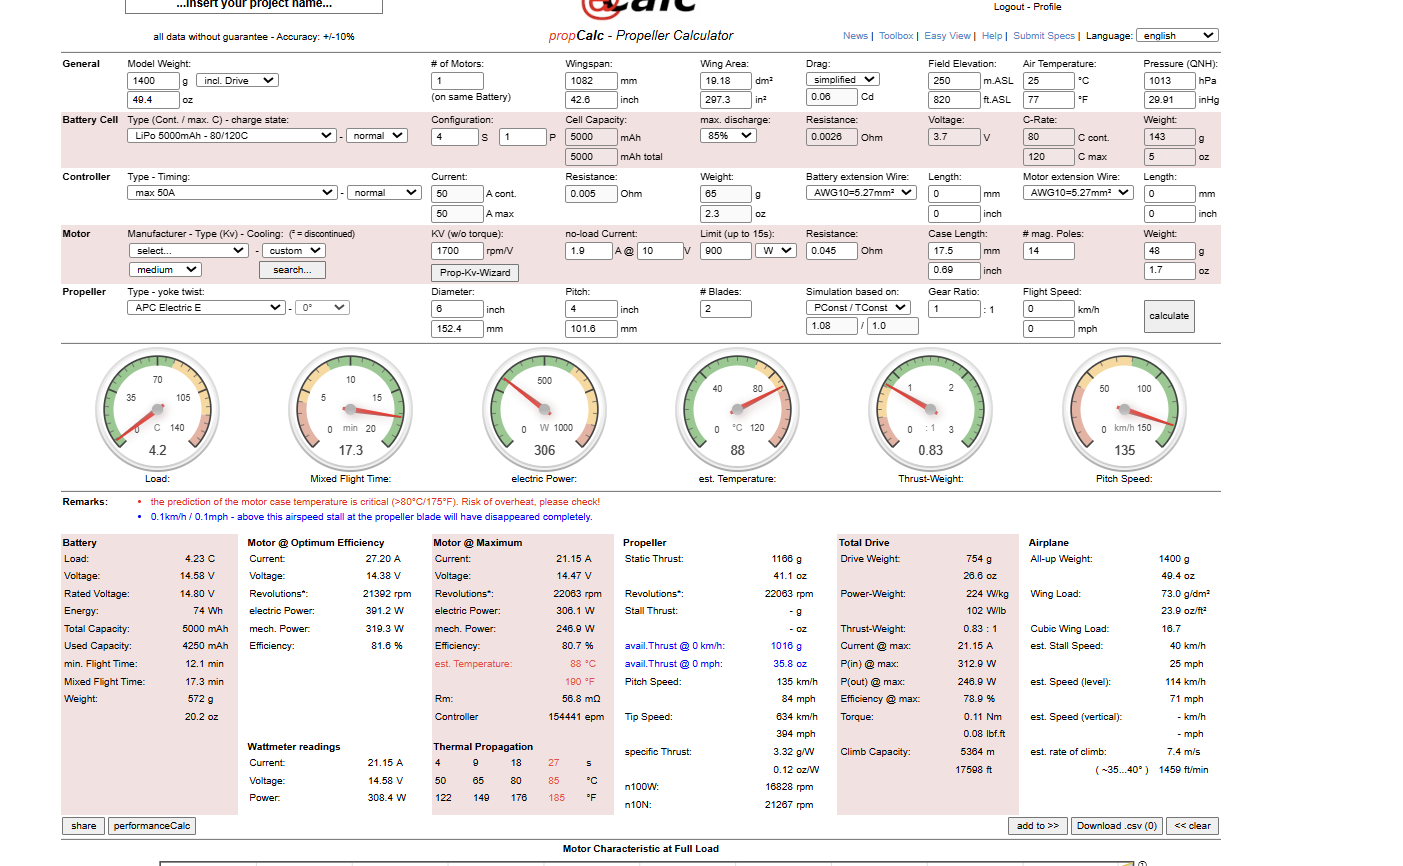 ...insert your project name...
@Calc
Logout - Profile
all data without guarantee - Accuracy: +/-10%
propCalc - Propeller Calculator
News | Toolbox | Easy View | Help | Submit Specs | Language: english
General Model Weight: # of Motors: Wingspan: Wing Area: Drag: Field Elevation: Air Temperature: Pressure (QNH):
1400 g incl. Drive 1 1082 mm 19.18 dm² simplified 250 m.ASL 25 °C 1013 hPa
49.4 oz (on same Battery) 42.6 inch 297.3 in² 0.06 Cd 820 ft.ASL 77 °F 29.91 inHg
Battery Cell Type (Cont. / max. C) - charge state: Configuration: Cell Capacity: max. discharge: Resistance: Voltage: C-Rate: Weight:
LiPo 5000mAh - 80/120C - normal 4 S 1 P 5000 mAh 85% 0.0026 Ohm 3.7 V 80 C cont. 143 g
5000 mAh total 120 C max 5 oz
Controller Type - Timing: Current: Resistance: Weight: Battery extension Wire: Length: Motor extension Wire: Length:
max 50A - normal 50 A cont. 0.005 Ohm 65 g AWG10=5.27mm² 0 mm AWG10=5.27mm² 0 mm
50 A max 2.3 oz 0 inch 0 inch
Motor Manufacturer - Type (Kv) - Cooling: (² = discontinued) KV (w/o torque): no-load Current: Limit (up to 15s): Resistance: Case Length: # mag. Poles: Weight:
select... - custom 1700 rpm/V 1.9 A @ 10 V 900 W 0.045 Ohm 17.5 mm 14 48 g
medium search... Prop-Kv-Wizard 0.69 inch 1.7 oz
Propeller Type - yoke twist: Diameter: Pitch: # Blades: Simulation based on: Gear Ratio: Flight Speed:
APC Electric E - 0° 6 inch 4 inch 2 PConst / TConst 1 : 1 0 km/h calculate
152.4 mm 101.6 mm 1.08 / 1.0 0 mph
0 35 70 105 140 C 4.2
0 5 10 15 20 min 17.3
0 500 1000 W 306
0 40 80 120 °C 88
0 1 2 3 : 1 0.83
0 50 100 150 km/h 135
Load: Mixed Flight Time: electric Power: est. Temperature: Thrust-Weight: Pitch Speed:
Remarks: • the prediction of the motor case temperature is critical (>80°C/175°F). Risk of overheat, please check!
• 0.1km/h / 0.1mph - above this airspeed stall at the propeller blade will have disappeared completely.
Battery
Load: 4.23 C
Voltage: 14.58 V
Rated Voltage: 14.80 V
Energy: 74 Wh
Total Capacity: 5000 mAh
Used Capacity: 4250 mAh
min. Flight Time: 12.1 min
Mixed Flight Time: 17.3 min
Weight: 572 g
20.2 oz
Motor @ Optimum Efficiency
Current: 27.20 A
Voltage: 14.38 V
Revolutions*: 21392 rpm
electric Power: 391.2 W
mech. Power: 319.3 W
Efficiency: 81.6 %
Wattmeter readings
Current: 21.15 A
Voltage: 14.58 V
Power: 308.4 W
Motor @ Maximum
Current: 21.15 A
Voltage: 14.47 V
Revolutions*: 22063 rpm
electric Power: 306.1 W
mech. Power: 246.9 W
Efficiency: 80.7 %
est. Temperature: 88 °C
190 °F
Rm: 56.8 mΩ
Controller 154441 epm
Thermal Propagation
4 9 18 27 s
50 65 80 85 °C
122 149 176 185 °F
Propeller
Static Thrust: 1166 g
41.1 oz
Revolutions*: 22063 rpm
Stall Thrust: - g
- oz
avail.Thrust @ 0 km/h: 1016 g
avail.Thrust @ 0 mph: 35.8 oz
Pitch Speed: 135 km/h
84 mph
Tip Speed: 634 km/h
394 mph
specific Thrust: 3.32 g/W
0.12 oz/W
n100W: 16828 rpm
n10N: 21267 rpm
Total Drive
Drive Weight: 754 g
26.6 oz
Power-Weight: 224 W/kg
102 W/lb
Thrust-Weight: 0.83 : 1
Current @ max: 21.15 A
P(in) @ max: 312.9 W
P(out) @ max: 246.9 W
Efficiency @ max: 78.9 %
Torque: 0.11 Nm
0.08 lbf.ft
Climb Capacity: 5364 m
17598 ft
Airplane
All-up Weight: 1400 g
49.4 oz
Wing Load: 73.0 g/dm²
23.9 oz/ft²
Cubic Wing Load: 16.7
est. Stall Speed: 40 km/h
25 mph
est. Speed (level): 114 km/h
71 mph
est. Speed (vertical): - km/h
- mph
est. rate of climb: 7.4 m/s
( ~35...40° ) 1459 ft/min
share performanceCalc add to >> Download .csv (0) << clear
Motor Characteristic at Full Load